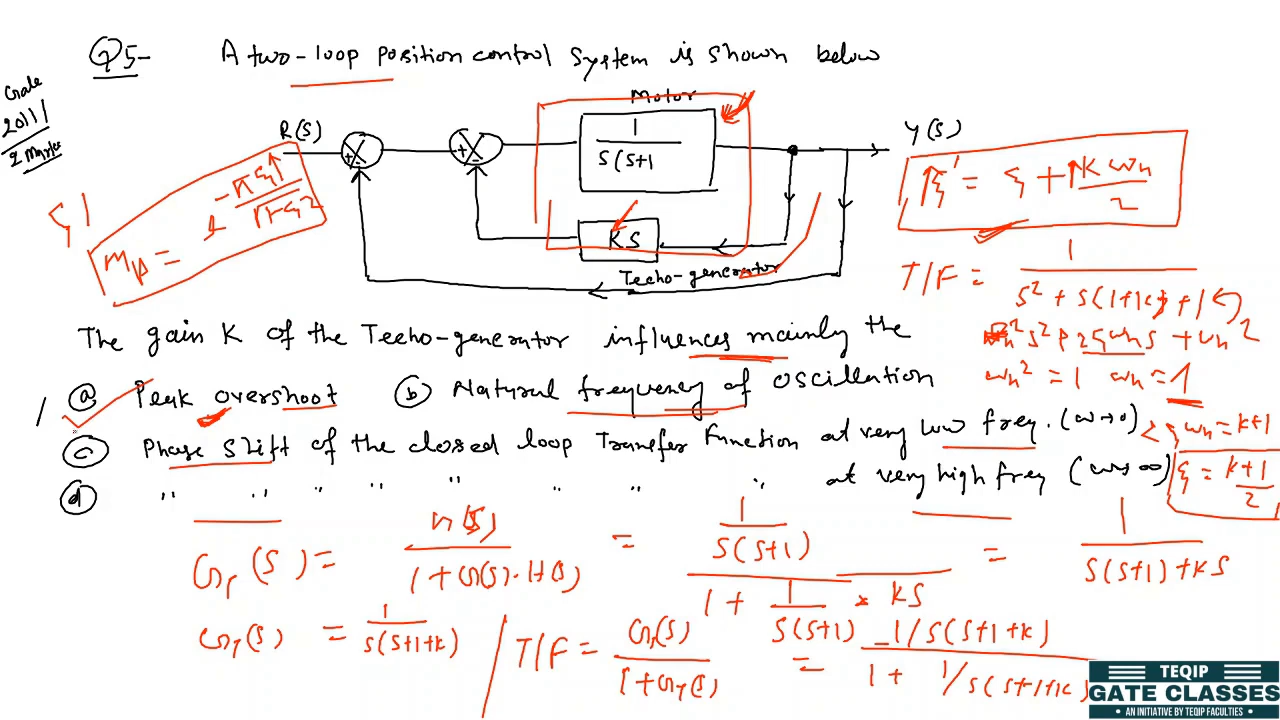 Q5- A two-loop position control System is shown below
Gate
2011
2 Marks
Motor
R(S)
+ -
+ -
1
S(S+1
Y(S)
KS
Techo-generator
ξ'
Mp = e -πξ↑ / √1-ξ2
↑ξ' = ξ + ↑K ωn / 2
T/F = 1 / S2 + S(1+K) + 1
S2 + 2ξωnS + ωn2
ωn2 = 1 ωn = 1
2ξωn = K+1
ξ = K+1 / 2
The gain K of the Techo-generator influences mainly the
(a) Peak overshoot (b) Natural frequency of Oscillation
(c) Phase Shift of the closed loop Transfer Function at very low freq. (ω→0)
(d) " " " " " " " " at very high freq (ω→∞)
G1(S) = G(S) / 1+G(S).H(S) = 1/S(S+1) / 1 + 1/S(S+1) × KS = 1 / S(S+1)+KS
G1(S) = 1 / S(S+1+K)
T/F = G1(S) / 1+G1(S) = 1/S(S+1+K) / 1 + 1/S(S+1+K)
TEQIP
GATE CLASSES
AN INITIATIVE BY TEQIP FACULTIES